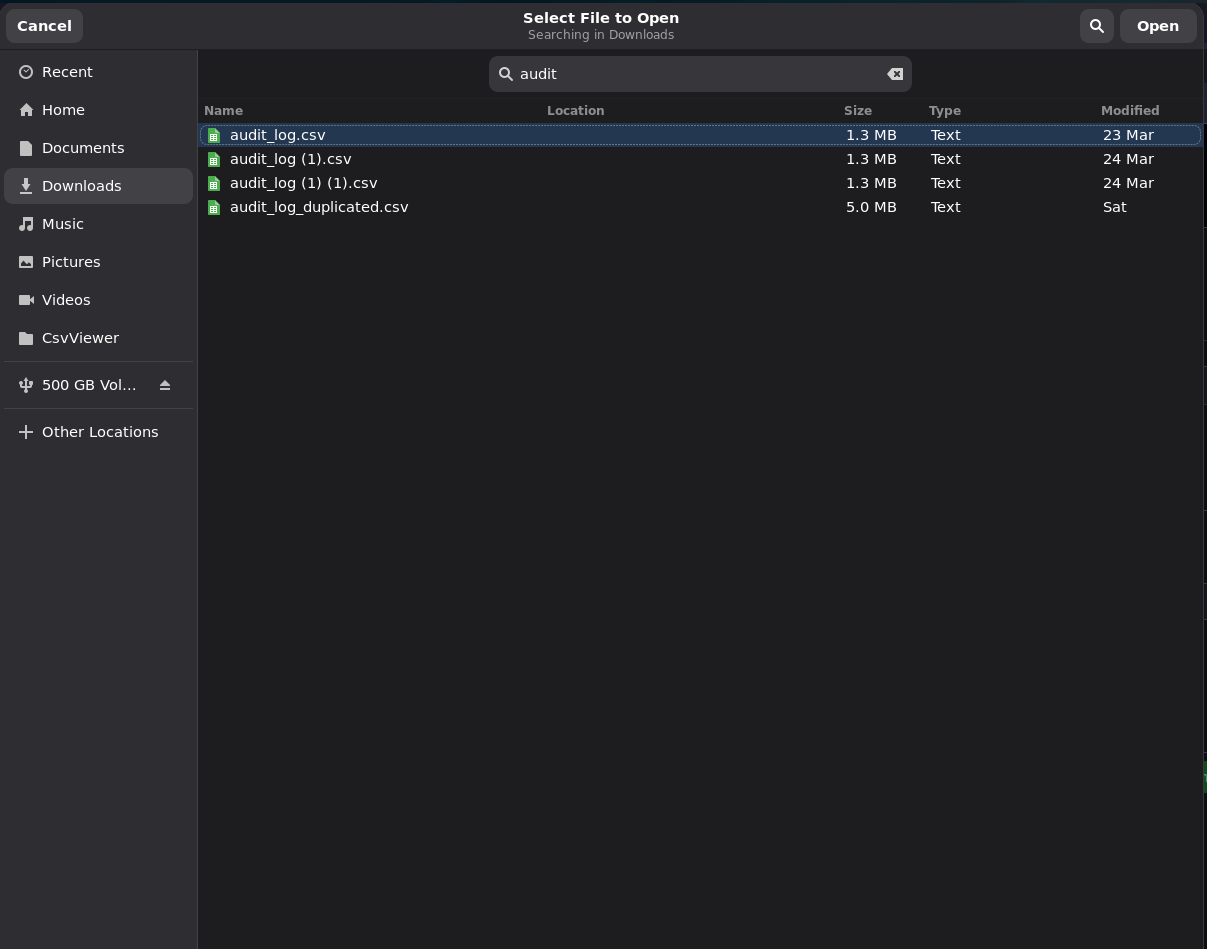 Cancel
Select File to Open
Searching in Downloads
Open
audit
Recent
Home
Documents
Downloads
Music
Pictures
Videos
CsvViewer
500 GB Vol…
Other Locations
Name Location Size Type Modified
audit_log.csv 1.3 MB Text 23 Mar
audit_log (1).csv 1.3 MB Text 24 Mar
audit_log (1) (1).csv 1.3 MB Text 24 Mar
audit_log_duplicated.csv 5.0 MB Text Sat